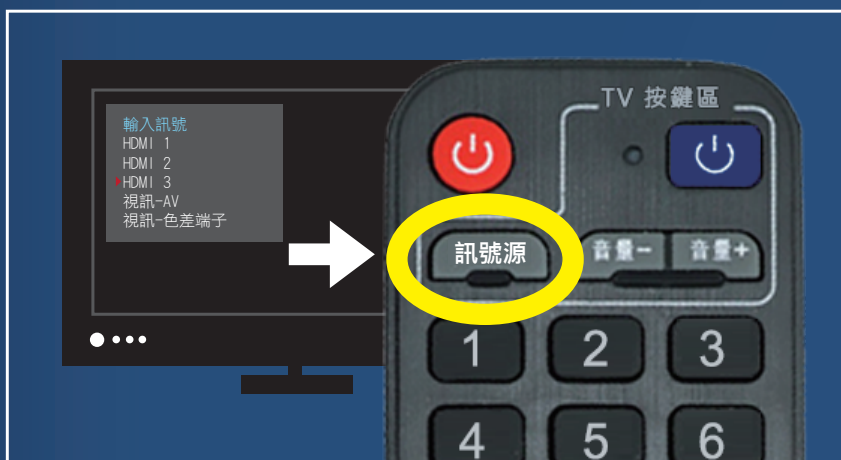 輸入訊號
HDMI 1
HDMI 2
HDMI 3
視訊-AV
視訊-色差端子
TV 按鍵區
訊號源
音量-
音量+
1 2 3
4 5 6